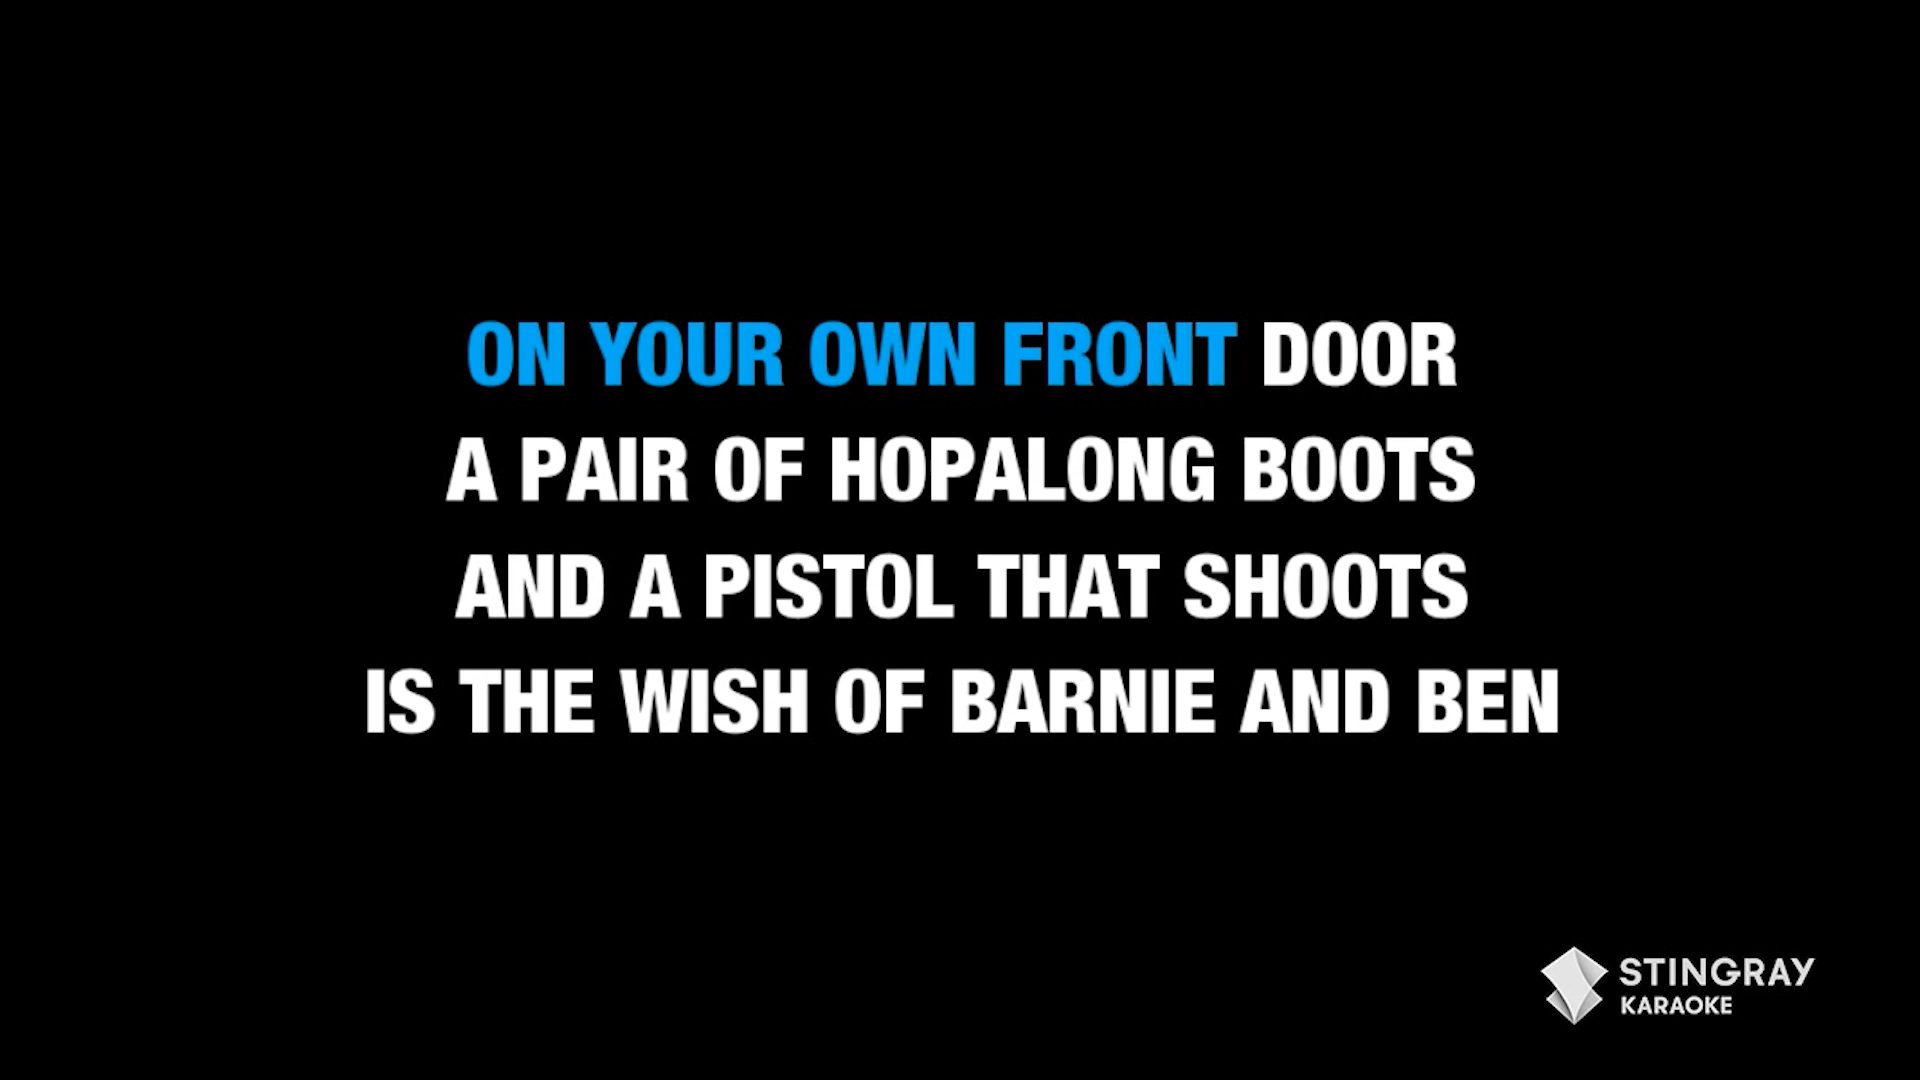 ON YOUR OWN FRONT DOOR
A PAIR OF HOPALONG BOOTS
AND A PISTOL THAT SHOOTS
IS THE WISH OF BARNIE AND BEN
STINGRAY
KARAOKE